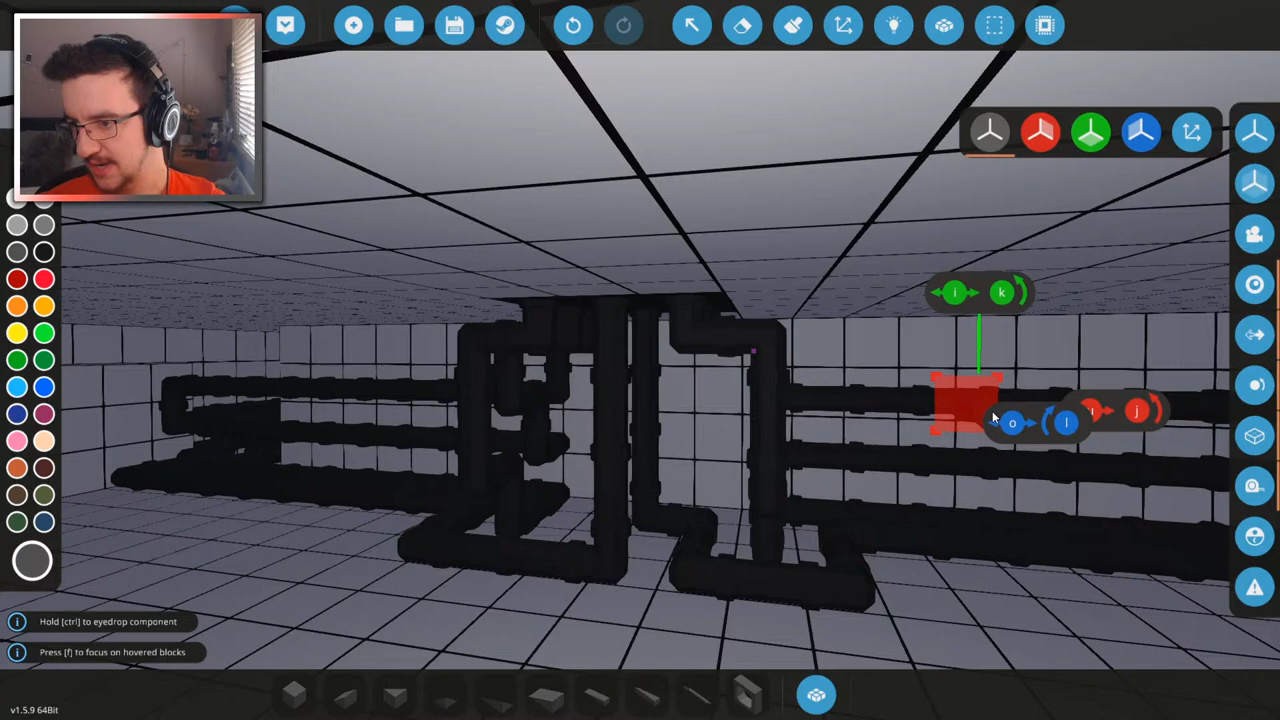 i k
o l j
Hold [ctrl] to eyedrop component
Press [f] to focus on hovered blocks
v1.5.9 64Bit